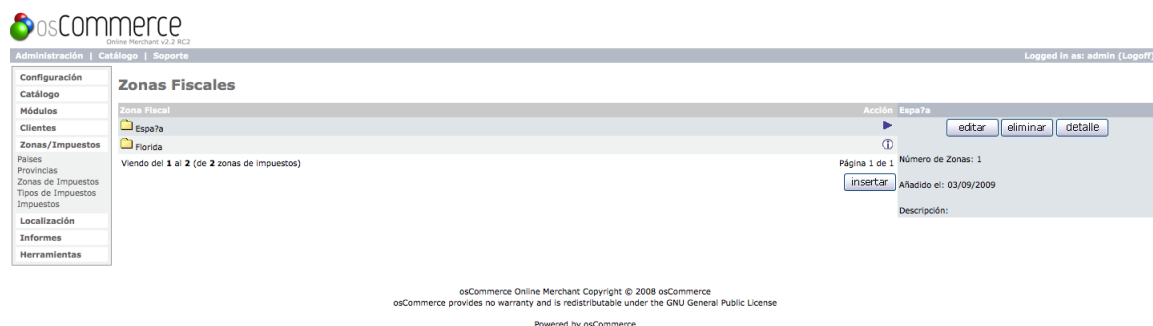 osCommerce
Online Merchant v2.2 RC2
Administración | Catálogo | Soporte
Logged in as: admin (Logoff)
Configuración
Catálogo
Módulos
Clientes
Zonas/Impuestos
Paises
Provincias
Zonas de Impuestos
Tipos de Impuestos
Impuestos
Localización
Informes
Herramientas
Zonas Fiscales
Zona Fiscal Acción
Espa?a
Florida
Viendo del 1 al 2 (de 2 zonas de impuestos) Página 1 de 1
insertar
Espa?a
editar eliminar detalle
Número de Zonas: 1
Añadido el: 03/09/2009
Descripción:
osCommerce Online Merchant Copyright © 2008 osCommerce
osCommerce provides no warranty and is redistributable under the GNU General Public License
Powered by osCommerce